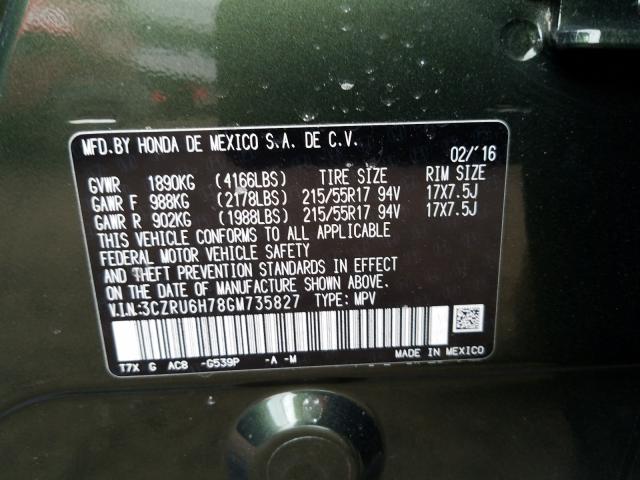 MFD. BY HONDA DE MEXICO S.A. DE C.V.
02/'16
GVWR 1890KG (4166LBS) TIRE SIZE RIM SIZE
GAWR F 988KG (2178LBS) 215/55R17 94V 17X7.5J
GAWR R 902KG (1988LBS) 215/55R17 94V 17X7.5J
THIS VEHICLE CONFORMS TO ALL APPLICABLE
FEDERAL MOTOR VEHICLE SAFETY
AND THEFT PREVENTION STANDARDS IN EFFECT
ON THE DATE OF MANUFACTURE SHOWN ABOVE.
V.I.N.:3CZRU6H78GM735827 TYPE: MPV
T7X G AC8 -G539P -A -M MADE IN MEXICO